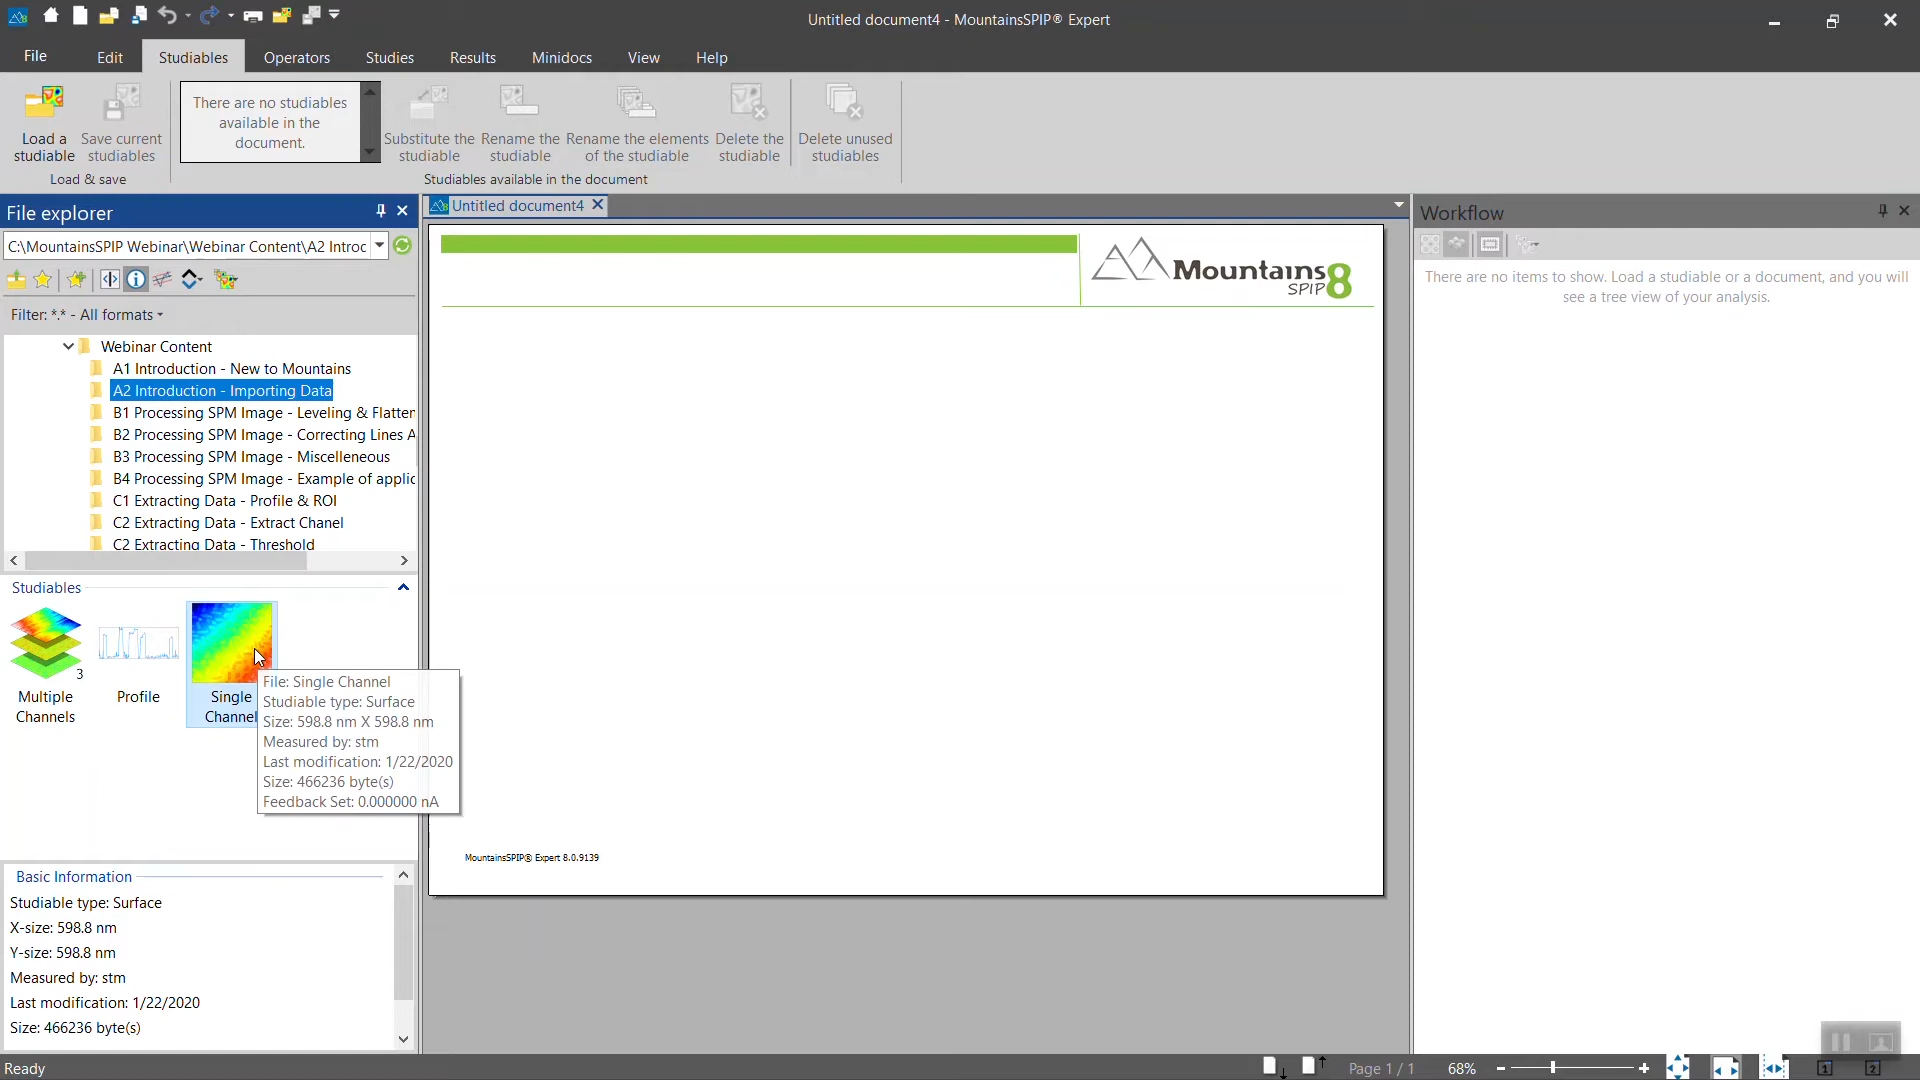 Untitled document4 - MountainsSPIP® Expert
File
Edit
Studiables
Operators
Studies
Results
Minidocs
View
Help
There are no studiables
available in the
document.
Load a
studiable
Save current
studiables
Substitute the
studiable
Rename the
studiable
Rename the elements
of the studiable
Delete the
studiable
Delete unused
studiables
Load & save
Studiables available in the document
File explorer
Untitled document4
Workflow
C:\MountainsSPIP Webinar\Webinar Content\A2 Introc
There are no items to show. Load a studiable or a document, and you will
see a tree view of your analysis.
Mountains
SPIP
8
Filter: *.* - All formats
Webinar Content
A1 Introduction - New to Mountains
A2 Introduction - Importing Data
B1 Processing SPM Image - Leveling & Flatten
B2 Processing SPM Image - Correcting Lines A
B3 Processing SPM Image - Miscelleneous
B4 Processing SPM Image - Example of applic
C1 Extracting Data - Profile & ROI
C2 Extracting Data - Extract Chanel
C2 Extracting Data - Threshold
Studiables
3
Multiple
Channels
Profile
Single
Channel
File: Single Channel
Studiable type: Surface
Size: 598.8 nm X 598.8 nm
Measured by: stm
Last modification: 1/22/2020
Size: 466236 byte(s)
Feedback Set: 0.000000 nA
MountainsSPIP® Expert 8.0.9139
Basic Information
Studiable type: Surface
X-size: 598.8 nm
Y-size: 598.8 nm
Measured by: stm
Last modification: 1/22/2020
Size: 466236 byte(s)
Ready
Page 1 / 1
68%
1
2